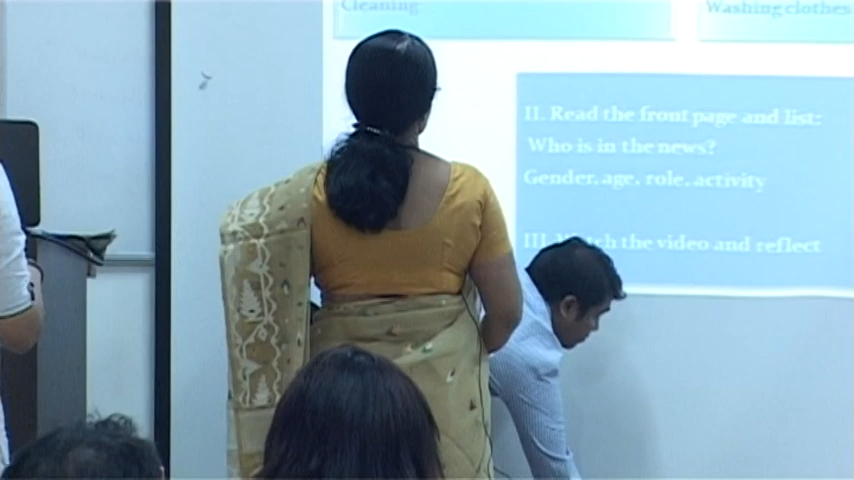 Cleaning
Washing clothes
II. Read the front page and list:
Who is in the news?
Gender, age, role, activity
III. Watch the video and reflect